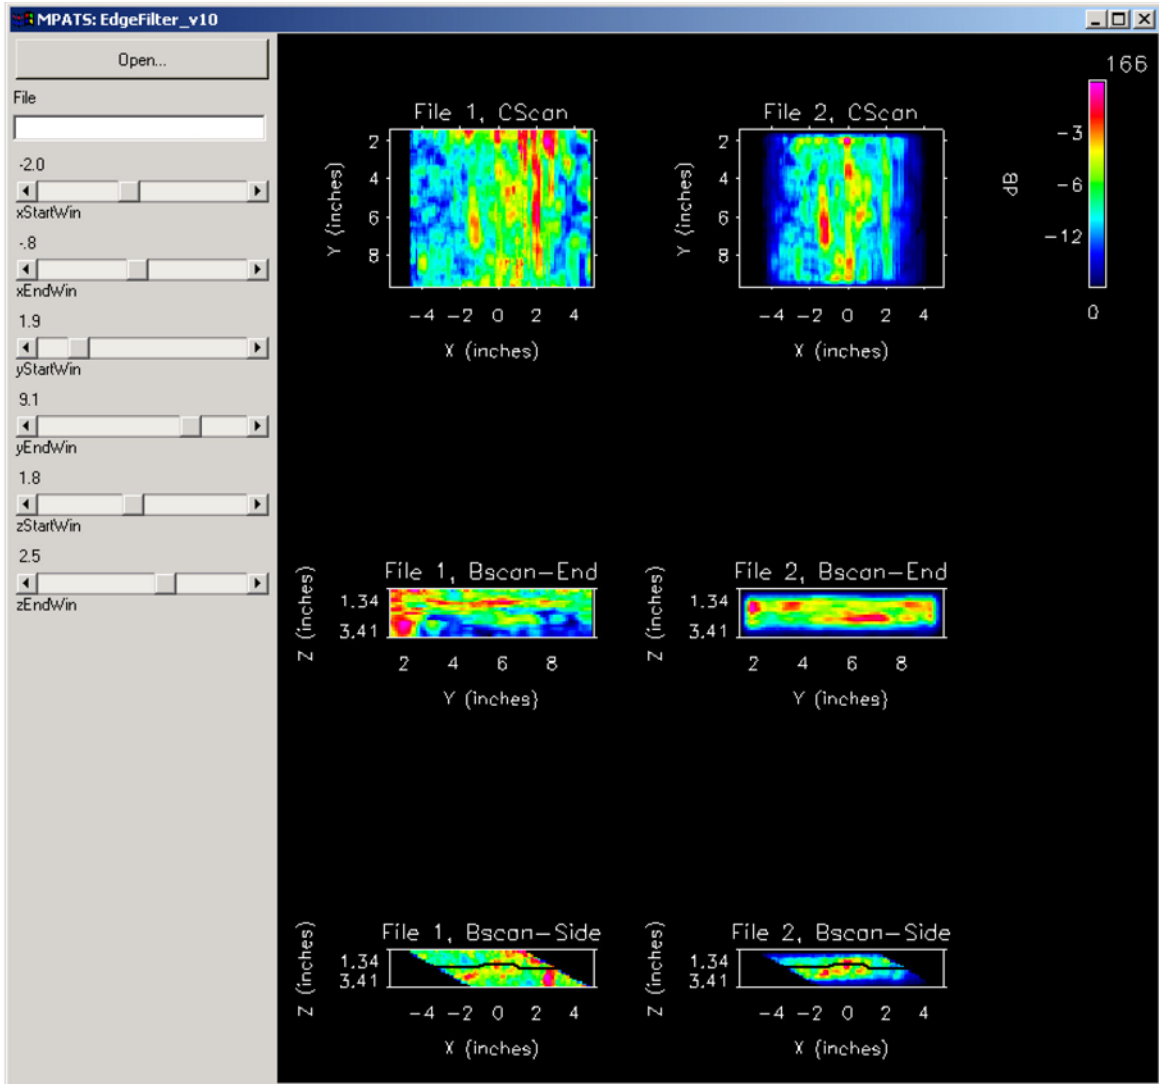 MPATS: EdgeFilter_v10
Open...
File
-2.0
xStartWin
-.8
xEndWin
1.9
yStartWin
9.1
yEndWin
1.8
zStartWin
2.5
zEndWin
166
-3
-6
-12
0
dB
File 1, CScan
2
4
6
8
Y (inches)
-4 -2 0 2 4
X (inches)
File 2, CScan
2
4
6
8
Y (inches)
-4 -2 0 2 4
X (inches)
File 1, Bscan-End
Z (inches)
1.34
3.41
2 4 6 8
Y (inches}
File 2, Bscan-End
Z (inches)
1.34
3.41
2 4 6 8
Y (inches}
File 1, Bscan-Side
Z (inches)
1.34
3.41
-4 -2 0 2 4
X (inches)
File 2, Bscan-Side
Z (inches)
1.34
3.41
-4 -2 0 2 4
X (inches)